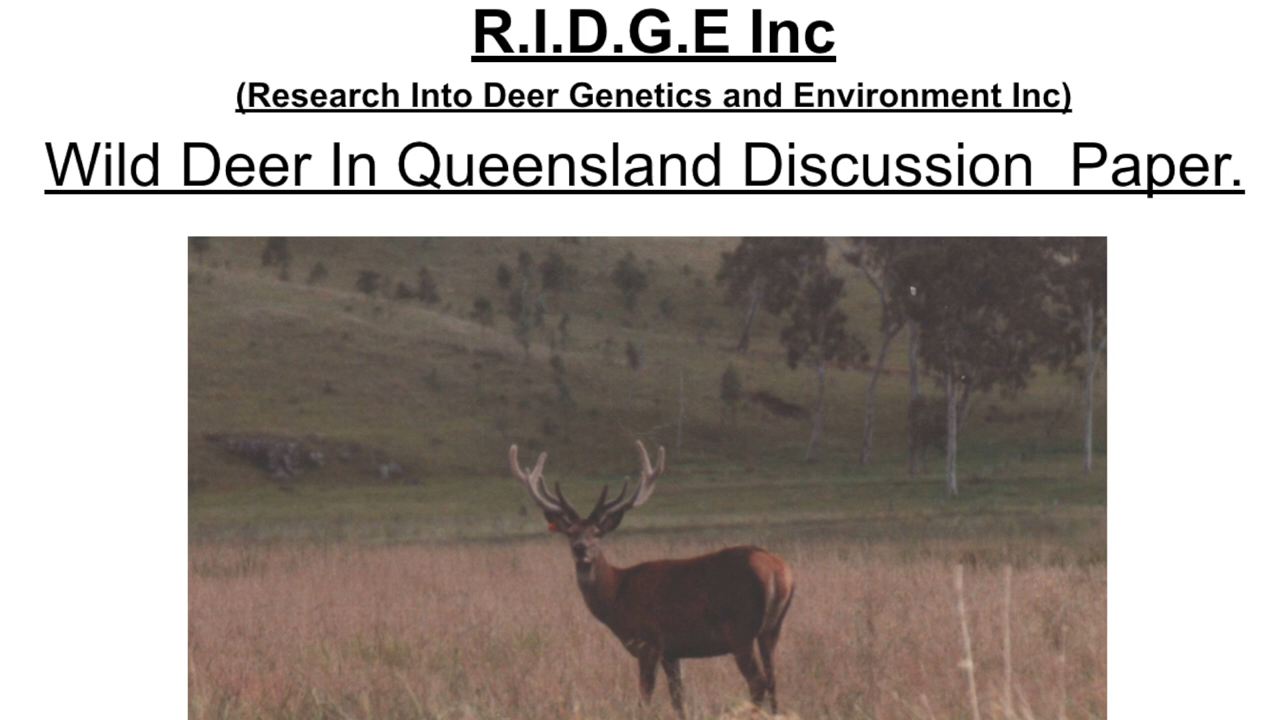 R.I.D.G.E Inc
(Research Into Deer Genetics and Environment Inc)
Wild Deer In Queensland Discussion  Paper.